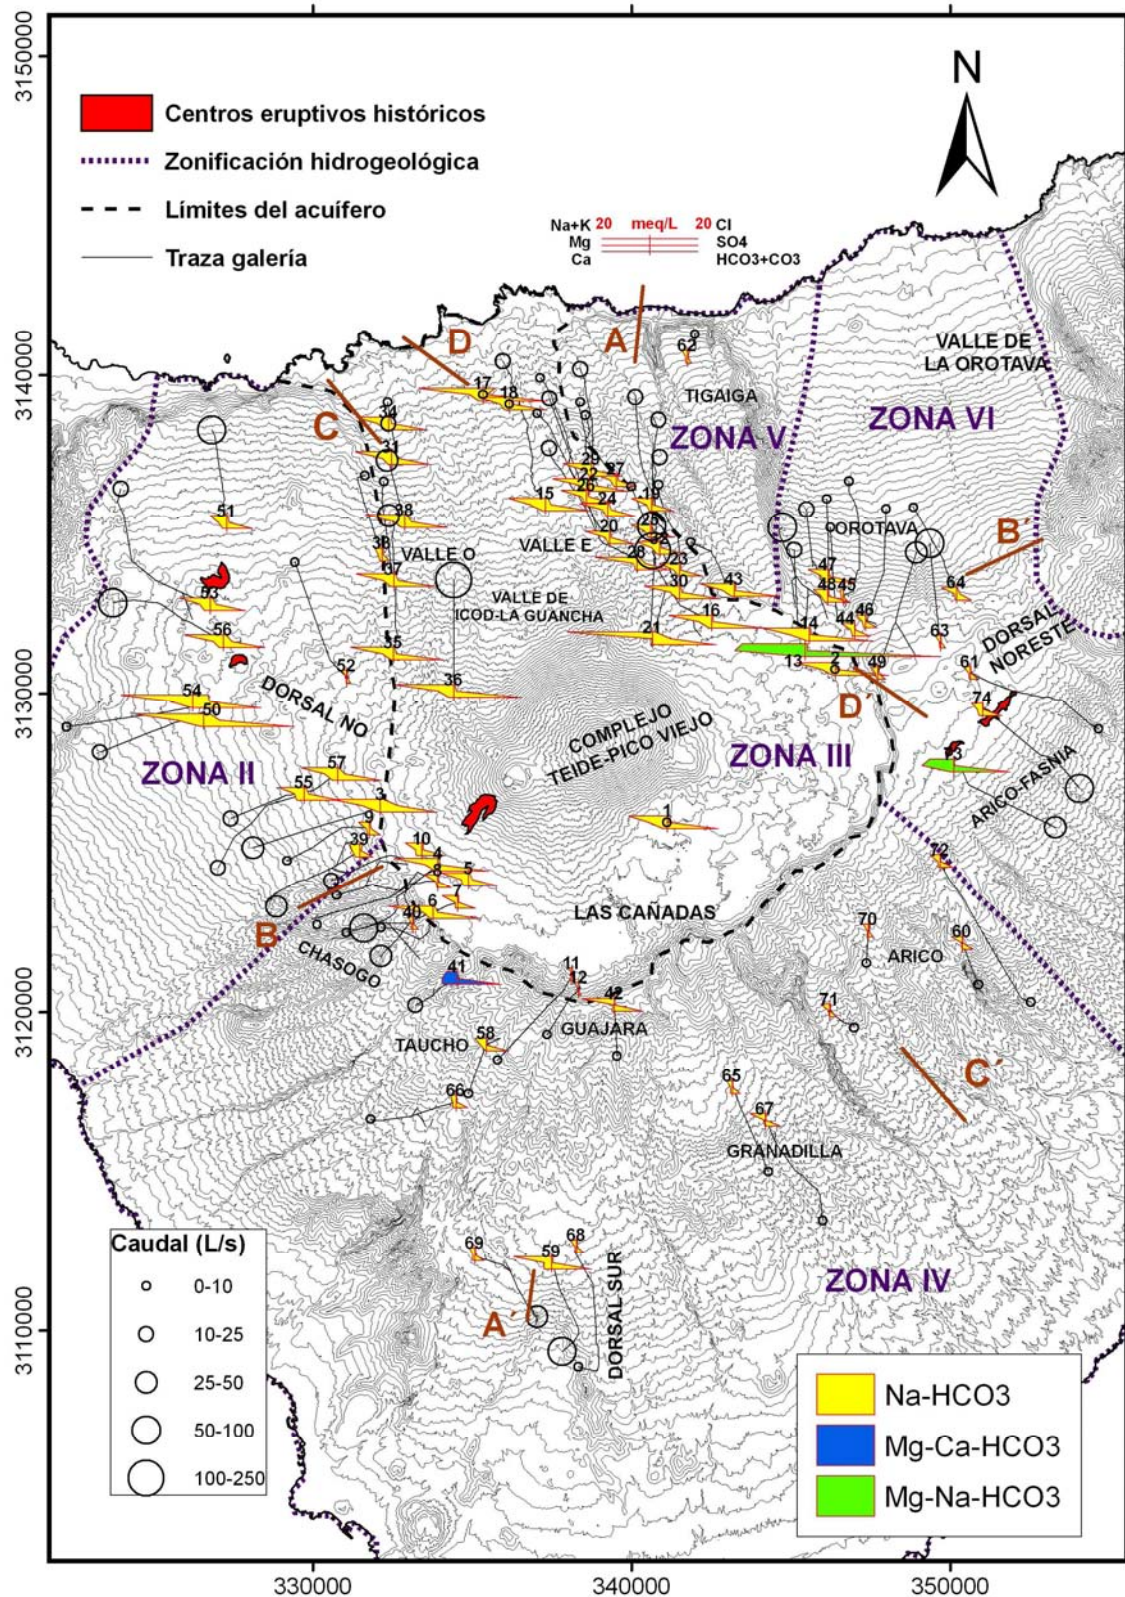 3150000
3140000
3130000
3120000
3110000
330000
340000
350000
N
Centros eruptivos históricos
Zonificación hidrogeológica
Límites del acuífero
Traza galería
Na+K 20 meq/L 20 Cl
Mg SO4
Ca HCO3+CO3
VALLE DE
LA OROTAVA
D
A
62
TIGAIGA
17
18
C
34
31
ZONA V
ZONA VI
29
27
22
26
15
24
19
51
38
20
25
32
OROTAVA
B´
38
VALLE O
VALLE E
28
23
47
37
30
43
48
45
64
53
VALLE DE
ICOD-LA GUANCHA
16
14
44
46
56
21
63
DORSAL
NORESTE
35
13
2
49
61
52
36
54
DORSAL NO
D´
74
50
COMPLEJO
TEIDE-PICO VIEJO
ZONA II
ZONA III
57
55
3
ARICO-FASNIA
1
9
10
39
4
8
5
7
6
40
LAS CAÑADAS
B
CHASOGO
70
60
ARICO
41
11
12
42
71
GUAJARA
58
TAUCHO
66
65
C´
67
GRANADILLA
68
69
59
DORSAL SUR
ZONA IV
A´
Caudal (L/s)
0-10
10-25
25-50
50-100
100-250
Na-HCO3
Mg-Ca-HCO3
Mg-Na-HCO3